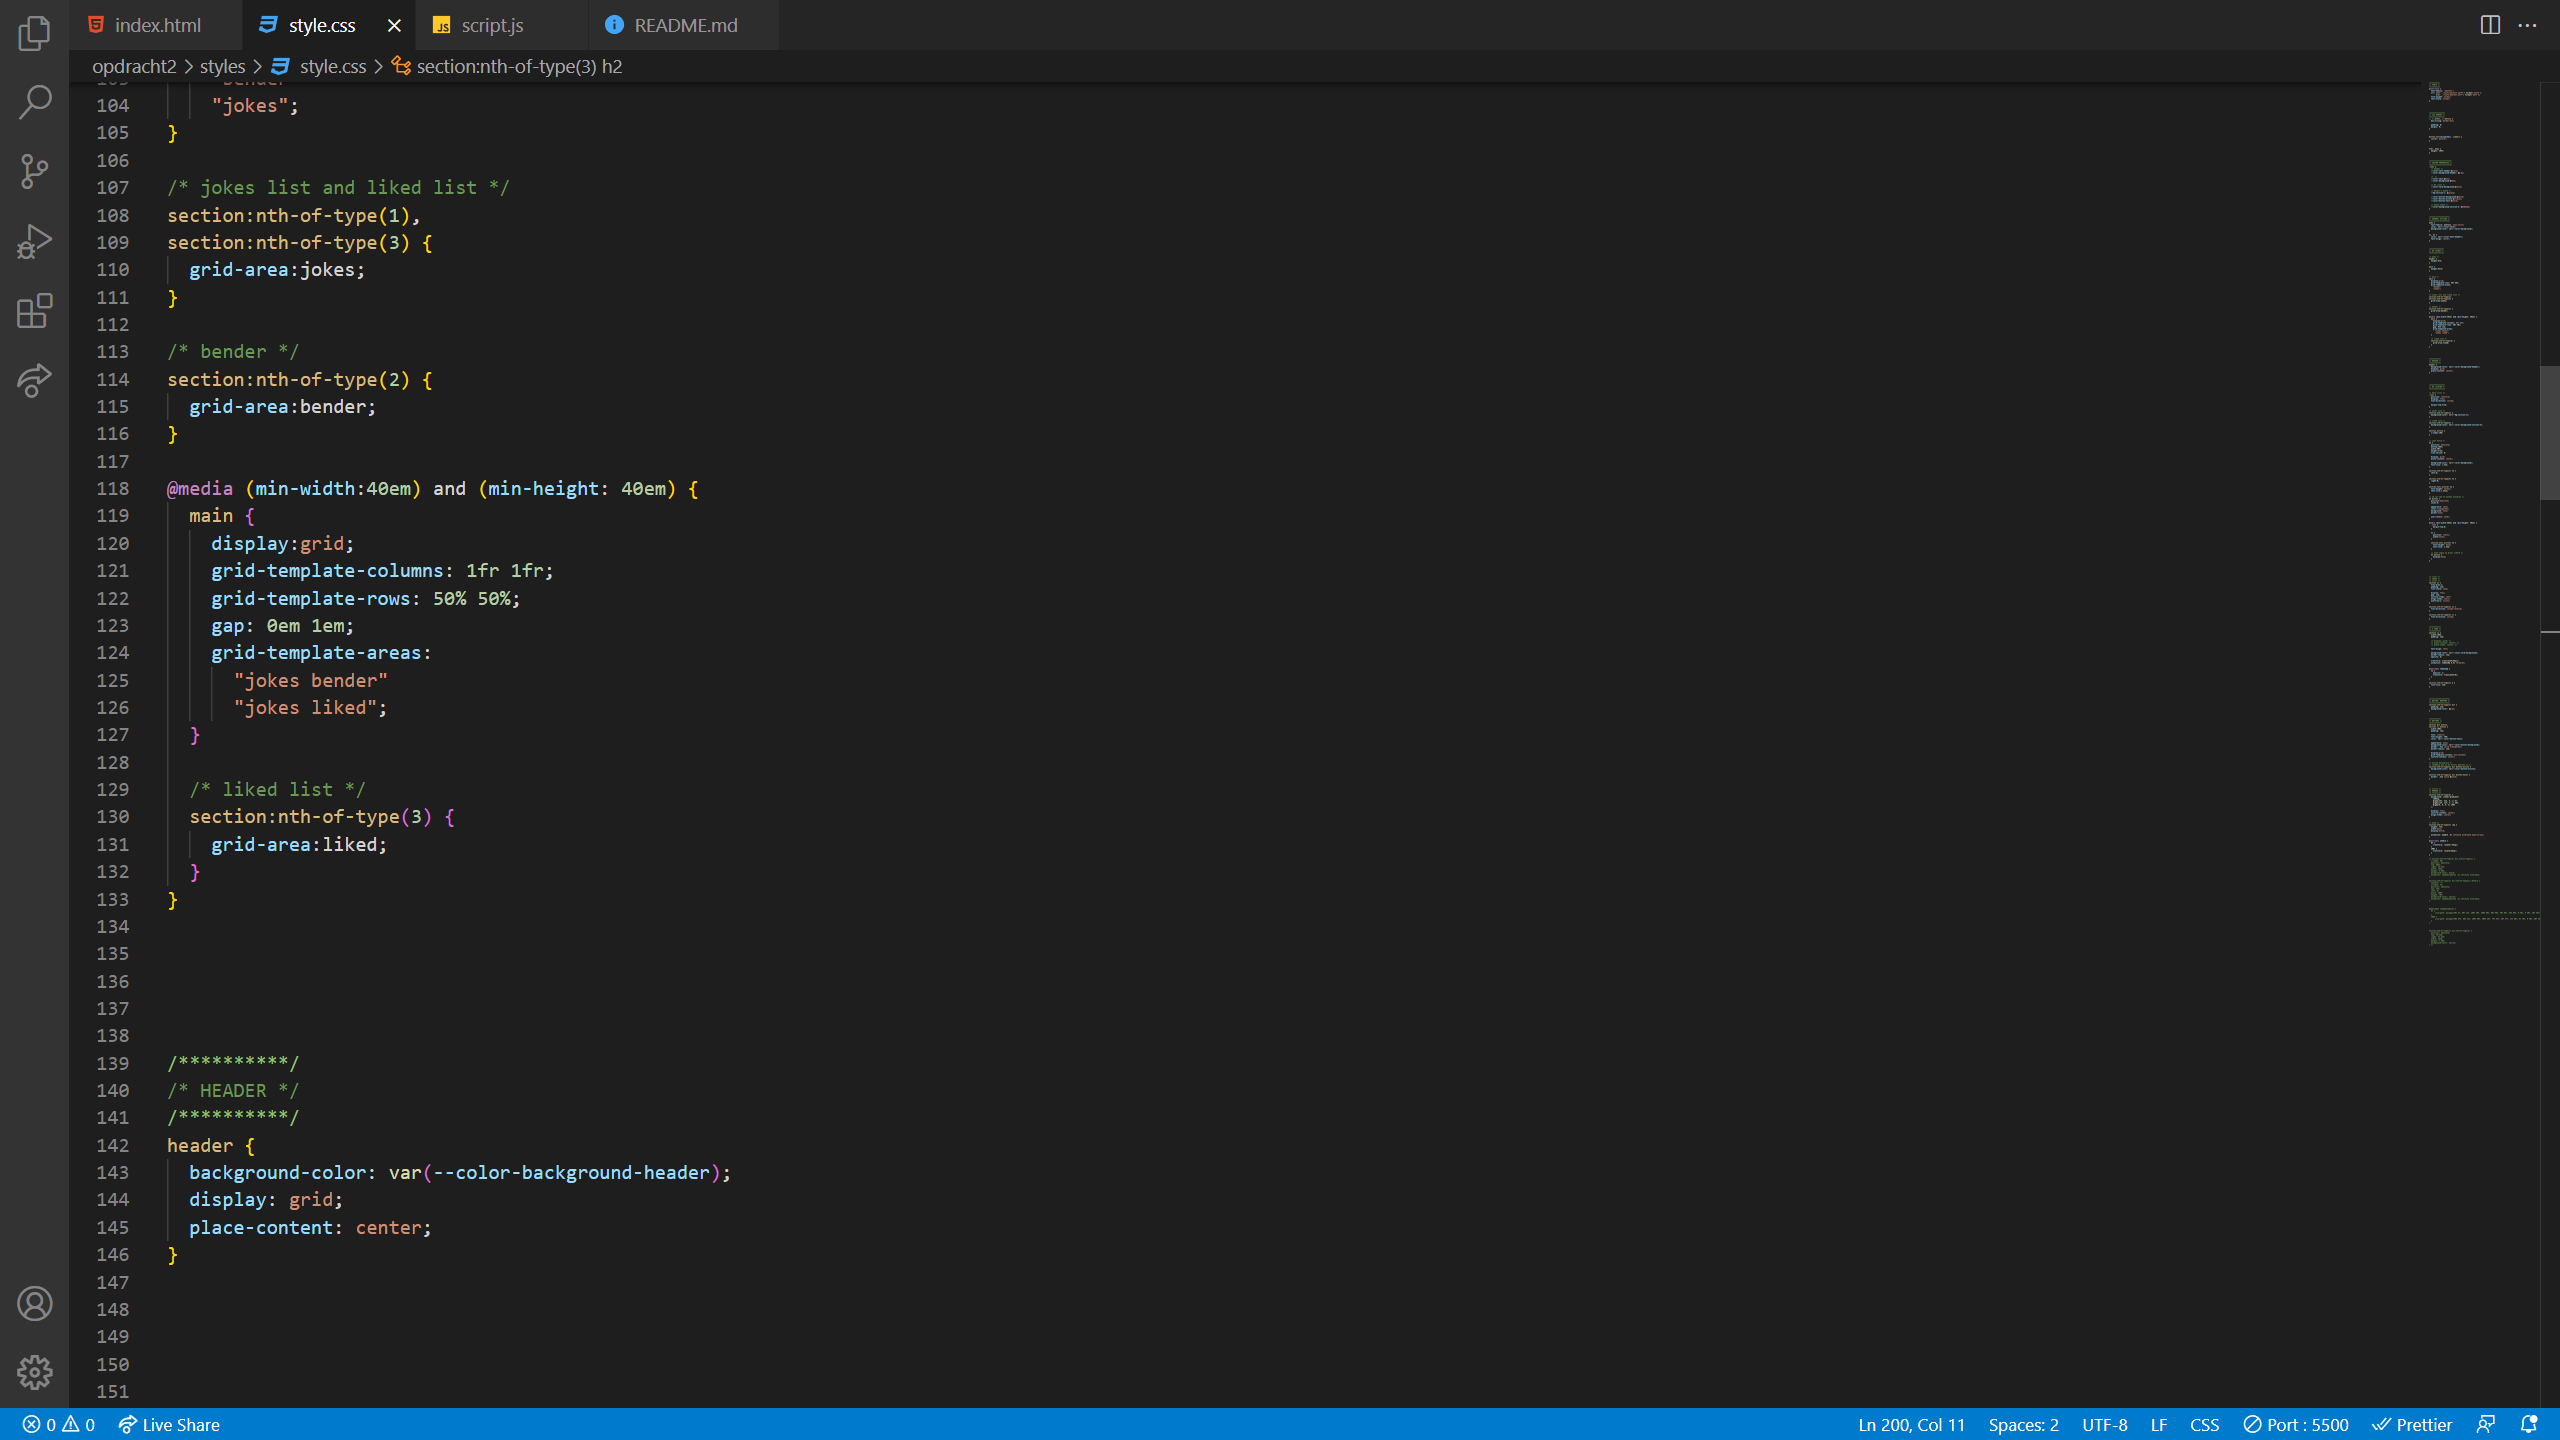 index.html
style.css
script.js
README.md
opdracht2 > styles > style.css > section:nth-of-type(3) h2
104 "jokes";
105 }
106
107 /* jokes list and liked list */
108 section:nth-of-type(1),
109 section:nth-of-type(3) {
110 grid-area:jokes;
111 }
112
113 /* bender */
114 section:nth-of-type(2) {
115 grid-area:bender;
116 }
117
118 @media (min-width:40em) and (min-height: 40em) {
119 main {
120 display:grid;
121 grid-template-columns: 1fr 1fr;
122 grid-template-rows: 50% 50%;
123 gap: 0em 1em;
124 grid-template-areas:
125 "jokes bender"
126 "jokes liked";
127 }
128
129 /* liked list */
130 section:nth-of-type(3) {
131 grid-area:liked;
132 }
133 }
134
135
136
137
138
139 /**********/
140 /* HEADER */
141 /**********/
142 header {
143 background-color: var(--color-background-header);
144 display: grid;
145 place-content: center;
146 }
147
148
149
150
151
0 0 Live Share Ln 200, Col 11 Spaces: 2 UTF-8 LF CSS Port : 5500 Prettier